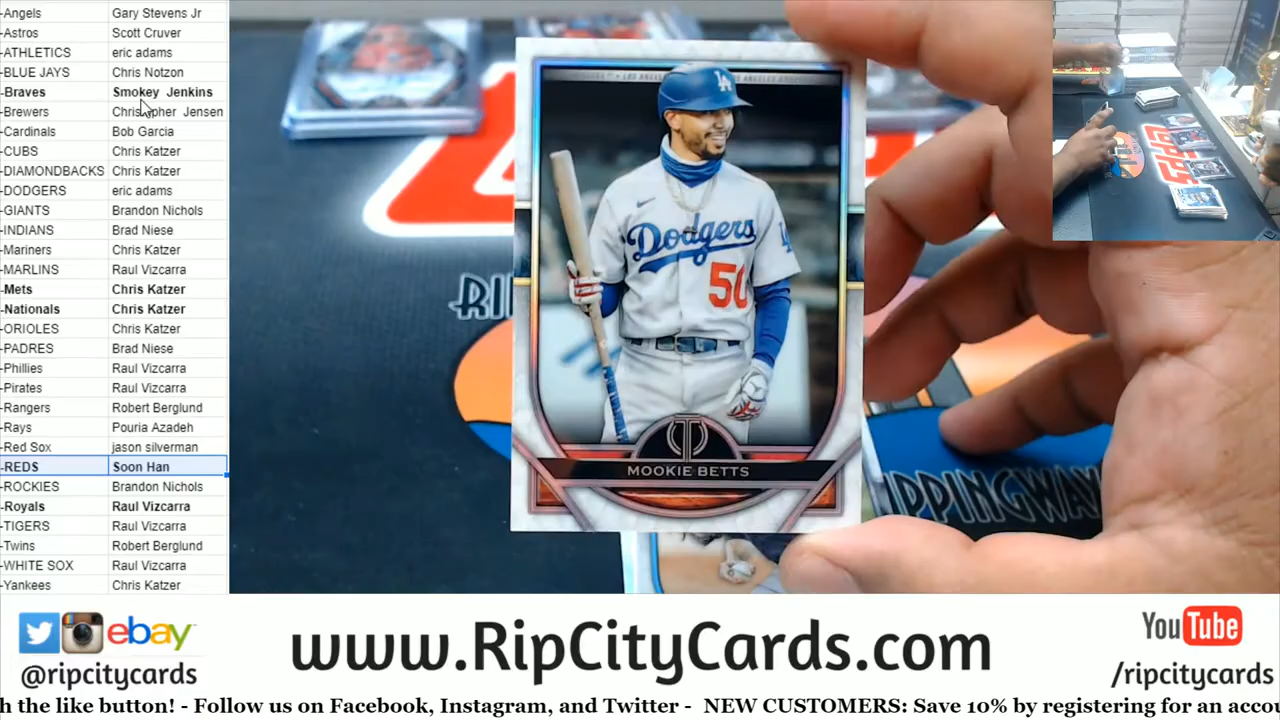 -Angels Gary Stevens Jr
-Astros Scott Cruver
-ATHLETICS eric adams
-BLUE JAYS Chris Notzon
-Braves Smokey Jenkins
-Brewers Christopher Jensen
-Cardinals Bob Garcia
-CUBS Chris Katzer
-DIAMONDBACKS Chris Katzer
-DODGERS eric adams
-GIANTS Brandon Nichols
-INDIANS Brad Niese
-Mariners Chris Katzer
-MARLINS Raul Vizcarra
-Mets Chris Katzer
-Nationals Chris Katzer
-ORIOLES Chris Katzer
-PADRES Brad Niese
-Phillies Raul Vizcarra
-Pirates Raul Vizcarra
-Rangers Robert Berglund
-Rays Pouria Azadeh
-Red Sox jason silverman
-REDS Soon Han
-ROOKIES Brandon Nichols
-Royals Raul Vizcarra
-TIGERS Raul Vizcarra
-Twins Robert Berglund
-WHITE SOX Raul Vizcarra
-Yankees Chris Katzer
LA
Dodgers
50
MOOKIE BETTS
RI
IPPINGWAX
TOPPS
ebay
@ripcitycards
www.RipCityCards.com
YouTube
/ripcitycards
h the like button! - Follow us on Facebook, Instagram, and Twitter - NEW CUSTOMERS: Save 10% by registering for an accou